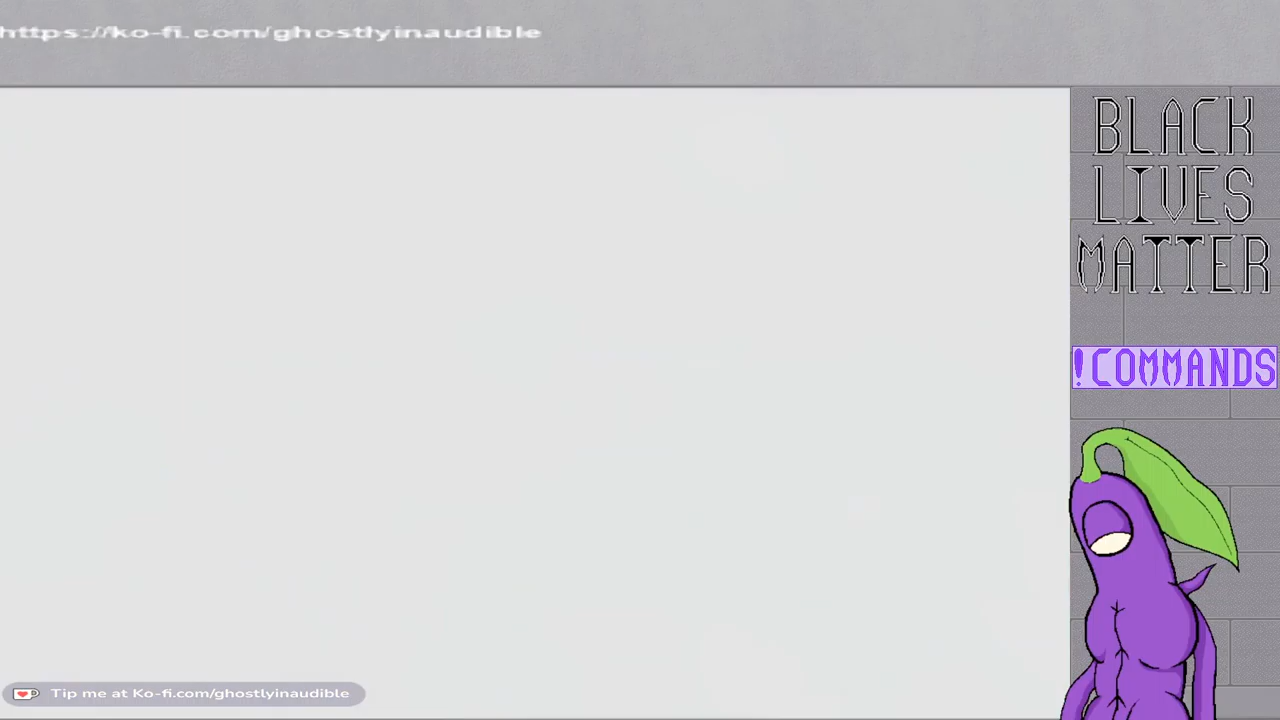 https://ko-fi.com/ghostlyinaudible
BLACK
LIVES
MATTER
!COMMANDS
Tip me at Ko-fi.com/ghostlyinaudible